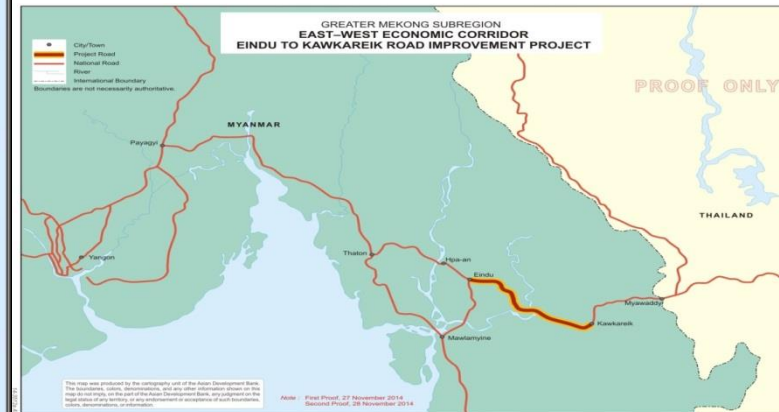 GREATER MEKONG SUBREGION
EAST–WEST ECONOMIC CORRIDOR
EINDU TO KAWKAREIK ROAD IMPROVEMENT PROJECT
City/Town
Project Road
National Road
River
International Boundary
Boundaries are not necessarily authoritative.
PROOF ONLY
MYANMAR
Payagyi
THAILAND
Yangon
Thaton
Hpa-an
Eindu
Myawaddy
Kawkareik
Mawlamyine
This map was produced by the cartography unit of the Asian Development Bank.
The boundaries, colors, denominations, and any other information shown on this
map do not imply, on the part of the Asian Development Bank, any judgment on the
legal status of any territory, or any endorsement or acceptance of such boundaries,
colors, denominations, or information.
Note : First Proof, 27 November 2014
Second Proof, 28 November 2014